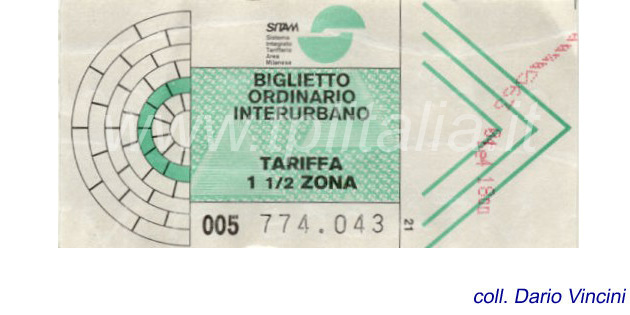 SITAM
Sistema
Integrato
Tariffario
Area
Milanese
BIGLIETTO
ORDINARIO
INTERURBANO
www.tplitalia.it
TARIFFA
1 1/2 ZONA
005 774.043
21
coll. Dario Vincini